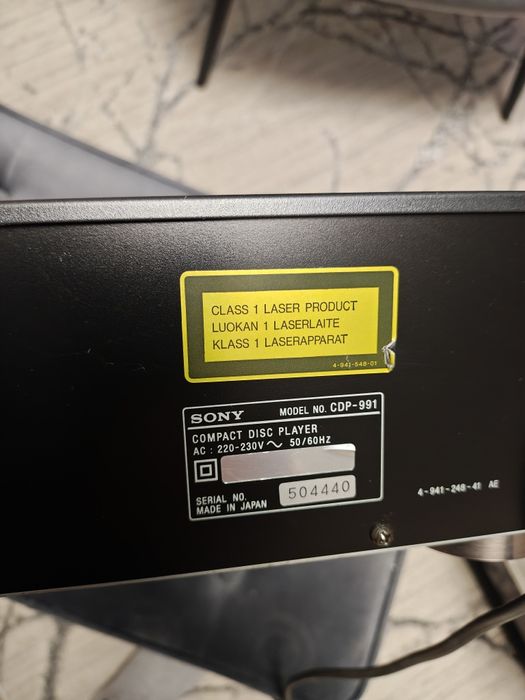 CLASS 1 LASER PRODUCT
LUOKAN 1 LASERLAITE
KLASS 1 LASERAPPARAT
4-941-548-01
SONY MODEL NO. CDP-991
COMPACT DISC PLAYER
AC : 220-230V ~ 50/60HZ
SERIAL NO. 504440
MADE IN JAPAN
4-941-248-41 AE